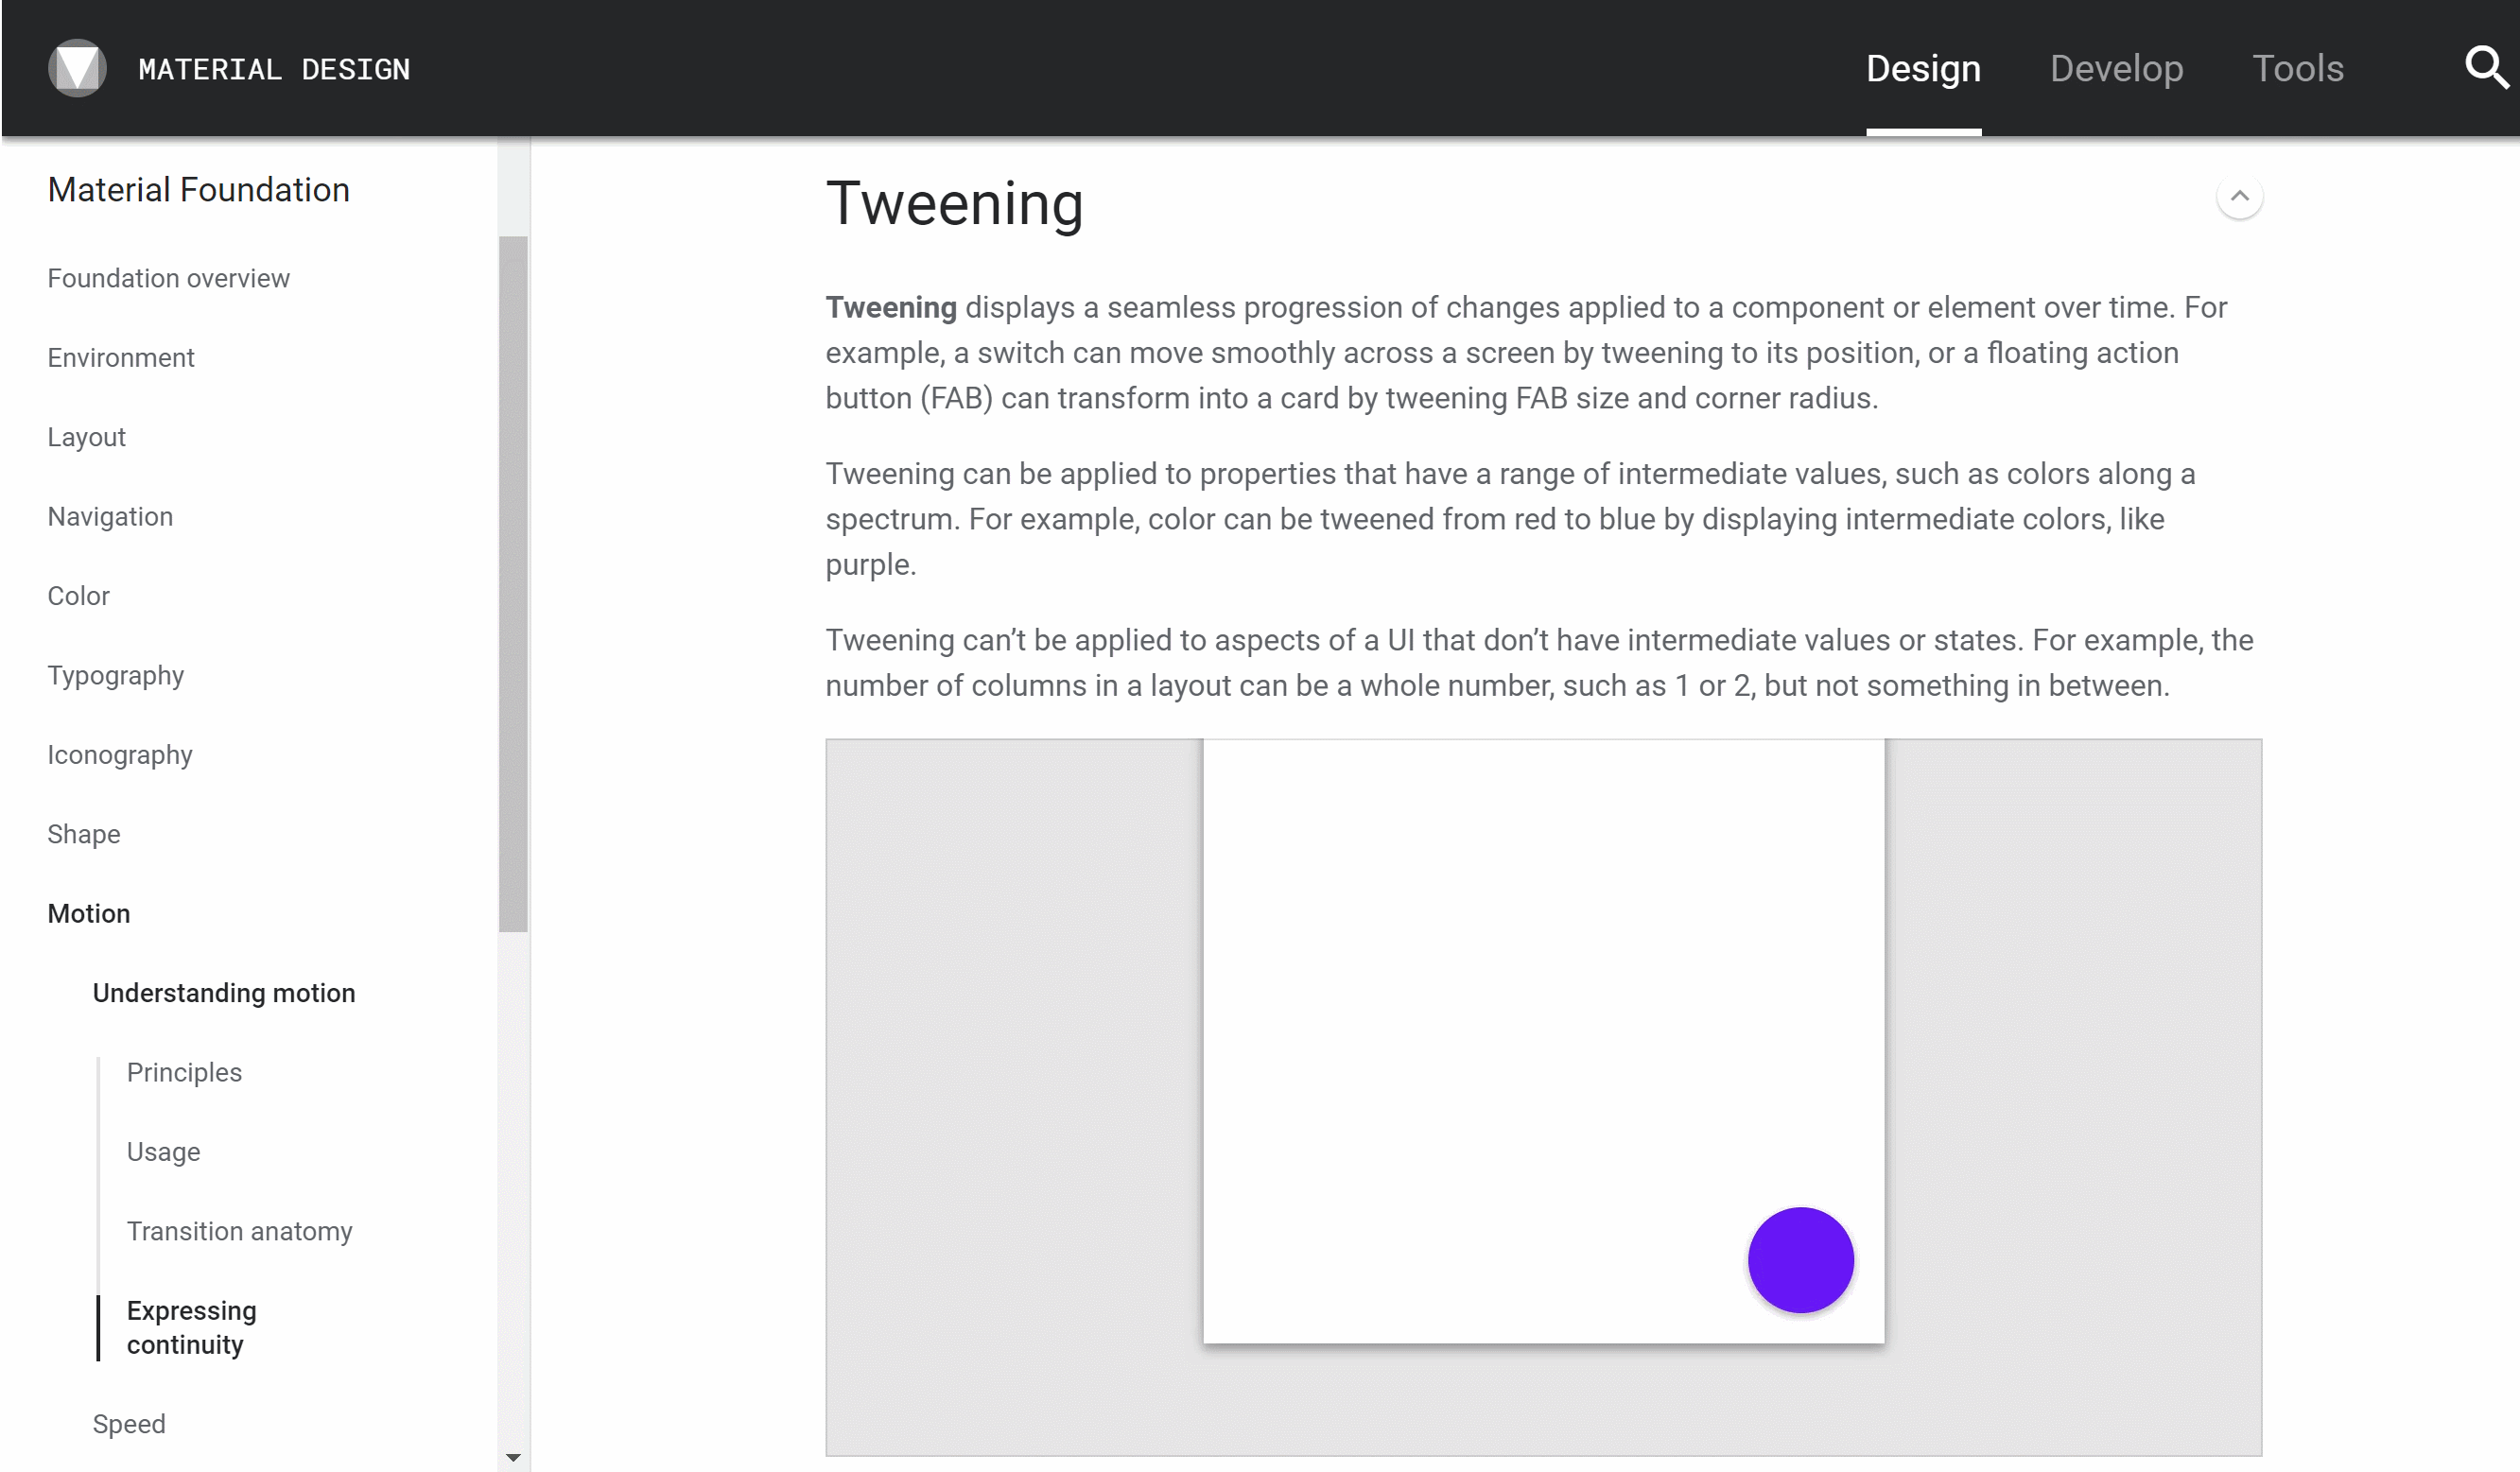 MATERIAL DESIGN
Design
Develop
Tools
Material Foundation
Foundation overview
Environment
Layout
Navigation
Color
Typography
Iconography
Shape
Motion
Understanding motion
Principles
Usage
Transition anatomy
Expressing
continuity
Speed
Tweening
Tweening displays a seamless progression of changes applied to a component or element over time. For
example, a switch can move smoothly across a screen by tweening to its position, or a floating action
button (FAB) can transform into a card by tweening FAB size and corner radius.
Tweening can be applied to properties that have a range of intermediate values, such as colors along a
spectrum. For example, color can be tweened from red to blue by displaying intermediate colors, like
purple.
Tweening can’t be applied to aspects of a UI that don’t have intermediate values or states. For example, the
number of columns in a layout can be a whole number, such as 1 or 2, but not something in between.